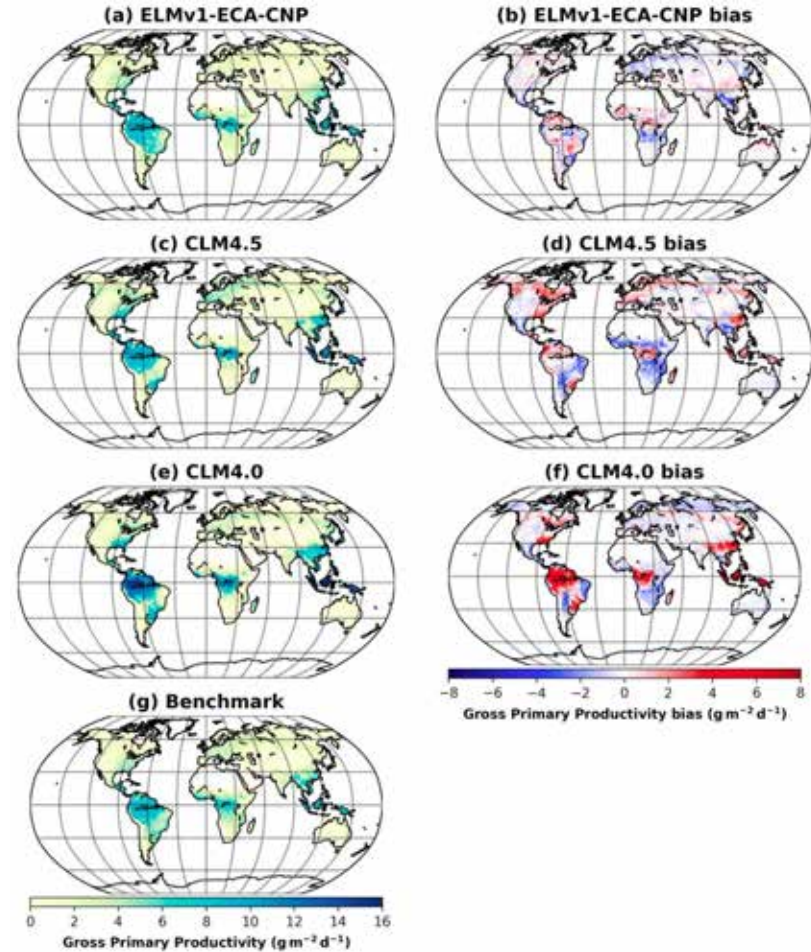 (a) ELMv1-ECA-CNP
(b) ELMv1-ECA-CNP bias
(c) CLM4.5
(d) CLM4.5 bias
(e) CLM4.0
(f) CLM4.0 bias
−8 −6 −4 −2 0 2 4 6 8
Gross Primary Productivity bias (g m⁻² d⁻¹)
(g) Benchmark
0 2 4 6 8 10 12 14 16
Gross Primary Productivity (g m⁻² d⁻¹)